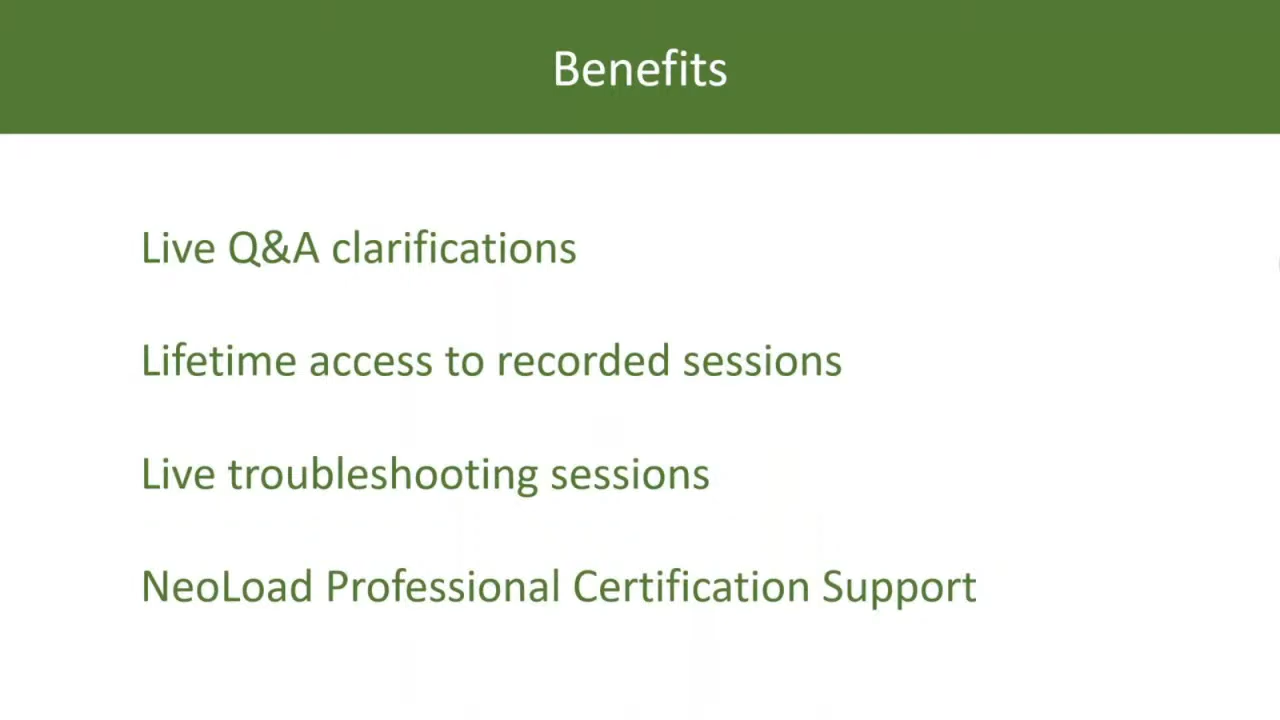 Benefits
Live Q&A clarifications
Lifetime access to recorded sessions
Live troubleshooting sessions
NeoLoad Professional Certification Support